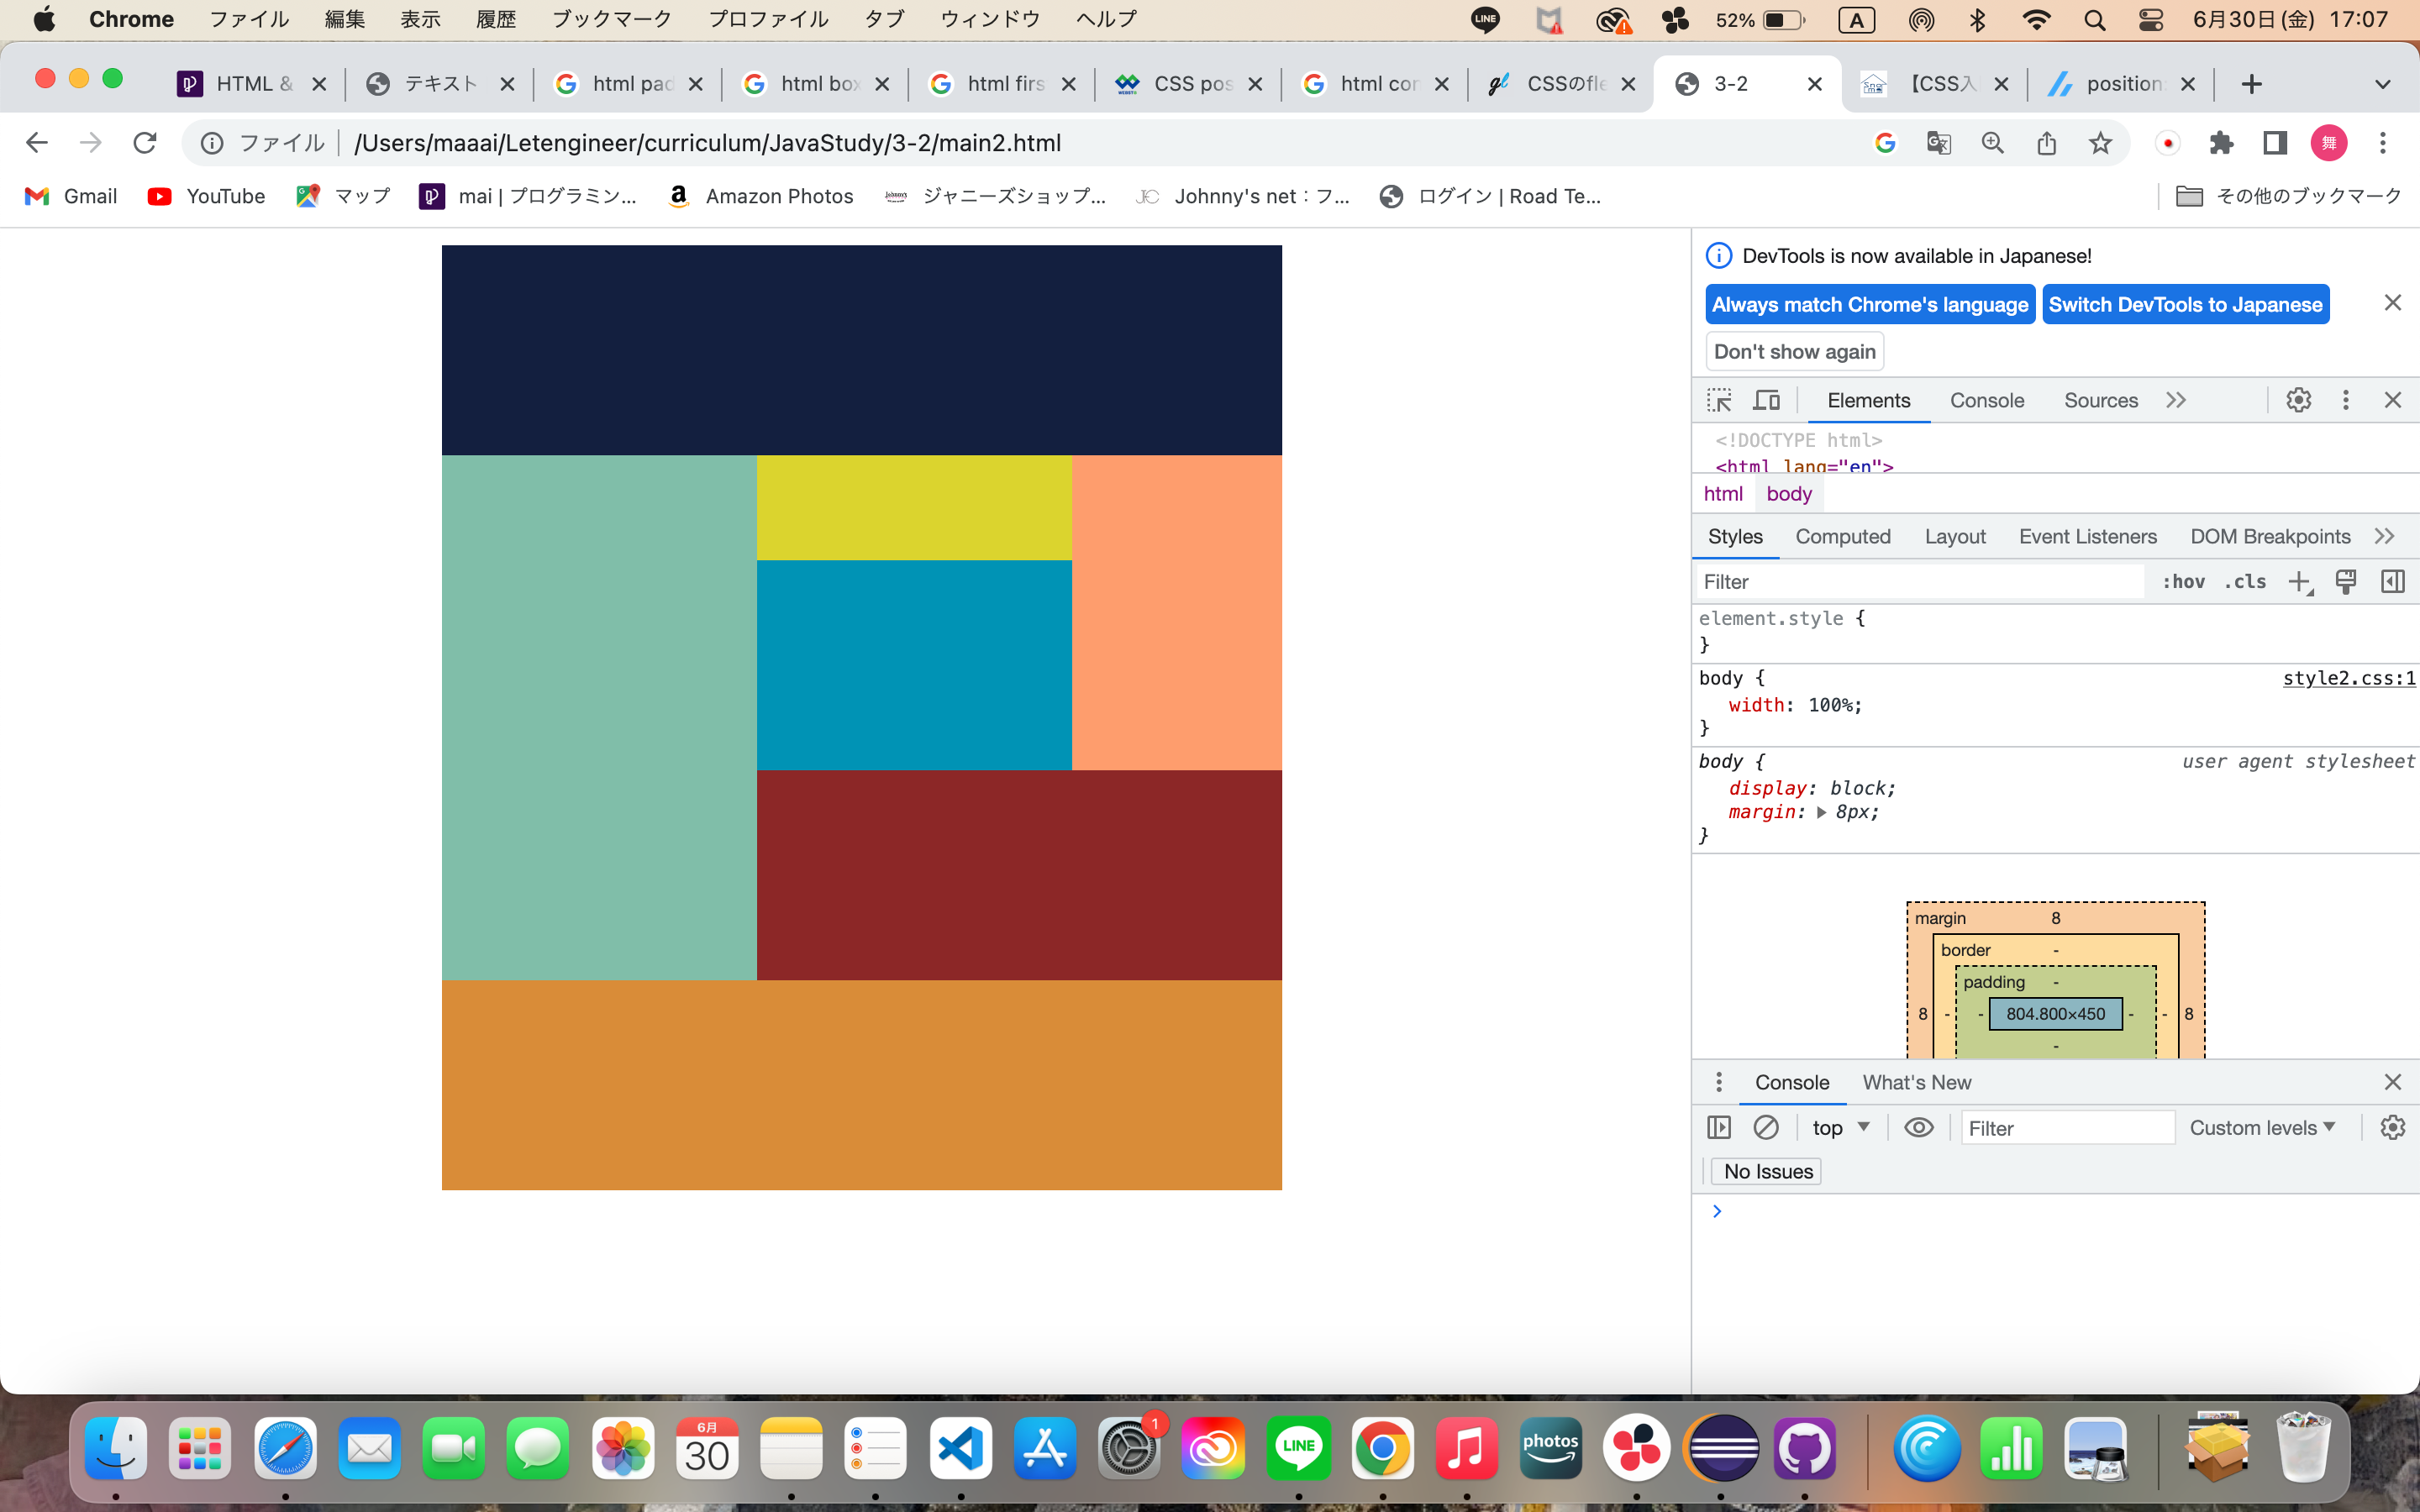 Chrome ファイル 編集 表示 履歴 ブックマーク プロファイル タブ ウィンドウ ヘルプ LINE 52% A 6月30日(金) 17:07
HTML & テキスト html pad html box html firs CSS pos html con CSSのfle 3-2 【CSS入 position:
ファイル /Users/maaai/Letengineer/curriculum/JavaStudy/3-2/main2.html 舞
Gmail YouTube マップ mai | プログラミン... Amazon Photos ジャニーズショップ... Johnny's net：フ... ログイン | Road Te... その他のブックマーク
DevTools is now available in Japanese!
Always match Chrome's language Switch DevTools to Japanese
Don't show again
Elements Console Sources
<!DOCTYPE html>
<html lang="en">
html body
Styles Computed Layout Event Listeners DOM Breakpoints
Filter :hov .cls
element.style {
}
body { style2.css:1
width: 100%;
}
body { user agent stylesheet
display: block;
margin: 8px;
}
margin 8
border -
padding -
8 - - 804.800×450 - - 8
-
Console What's New
top Filter Custom levels
No Issues
6月
30
1
LINE
photos